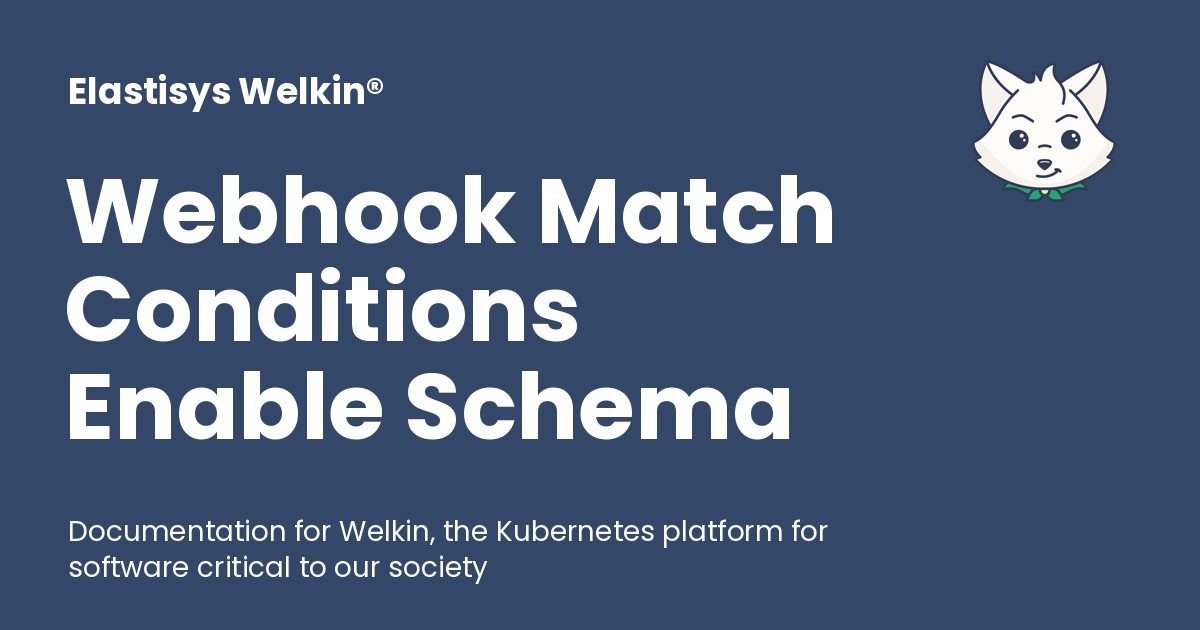 Elastisys Welkin®
Webhook Match
Conditions
Enable Schema
Documentation for Welkin, the Kubernetes platform for
software critical to our society